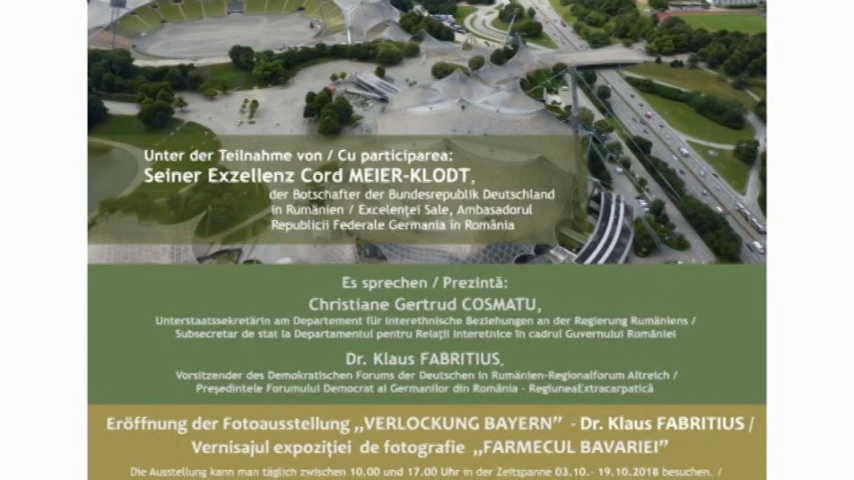 Unter der Teilnahme von / Cu participarea:
Seiner Exzellenz Cord MEIER-KLODT,
der Botschafter der Bundesrepublik Deutschland
in Rumänien / Excelenței Sale, Ambasadorul
Republicii Federale Germania în România
Es sprechen / Prezintă:
Christiane Gertrud COSMATU,
Unterstaatssekretärin am Departement für Interethnische Beziehungen an der Regierung Rumäniens /
Subsecretar de stat la Departamentul pentru Relații Interetnice în cadrul Guvernului României
Dr. Klaus FABRITIUS,
Vorsitzender des Demokratischen Forums der Deutschen in Rumänien-Regionalforum Altreich /
Președintele Forumului Democrat al Germanilor din România - RegiuneaExtracarpatică
Eröffnung der Fotoausstellung „VERLOCKUNG BAYERN” - Dr. Klaus FABRITIUS /
Vernisajul expoziției de fotografie „FARMECUL BAVARIEI”
Die Ausstellung kann man täglich zwischen 10.00 und 17.00 Uhr in der Zeitspanne 03.10.- 19.10.2018 besuchen. /